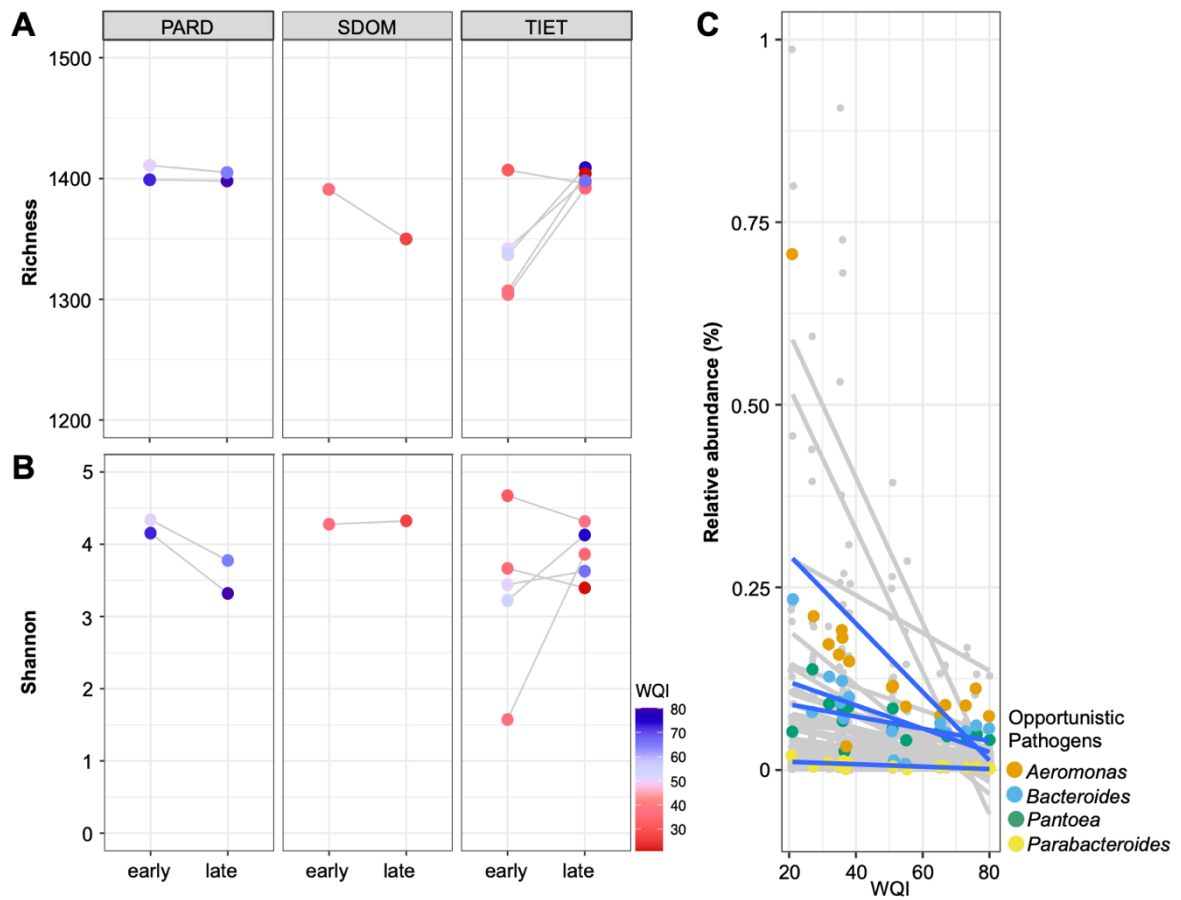 A
PARD
SDOM
TIET
1500
1400
1300
1200
Richness
B
5
4
3
2
1
0
Shannon
early
late
early
late
early
late
WQI
80
70
60
50
40
30
C
1
0.75
0.50
0.25
0
Relative abundance (%)
20
40
60
80
WQI
Opportunistic
Pathogens
Aeromonas
Bacteroides
Pantoea
Parabacteroides